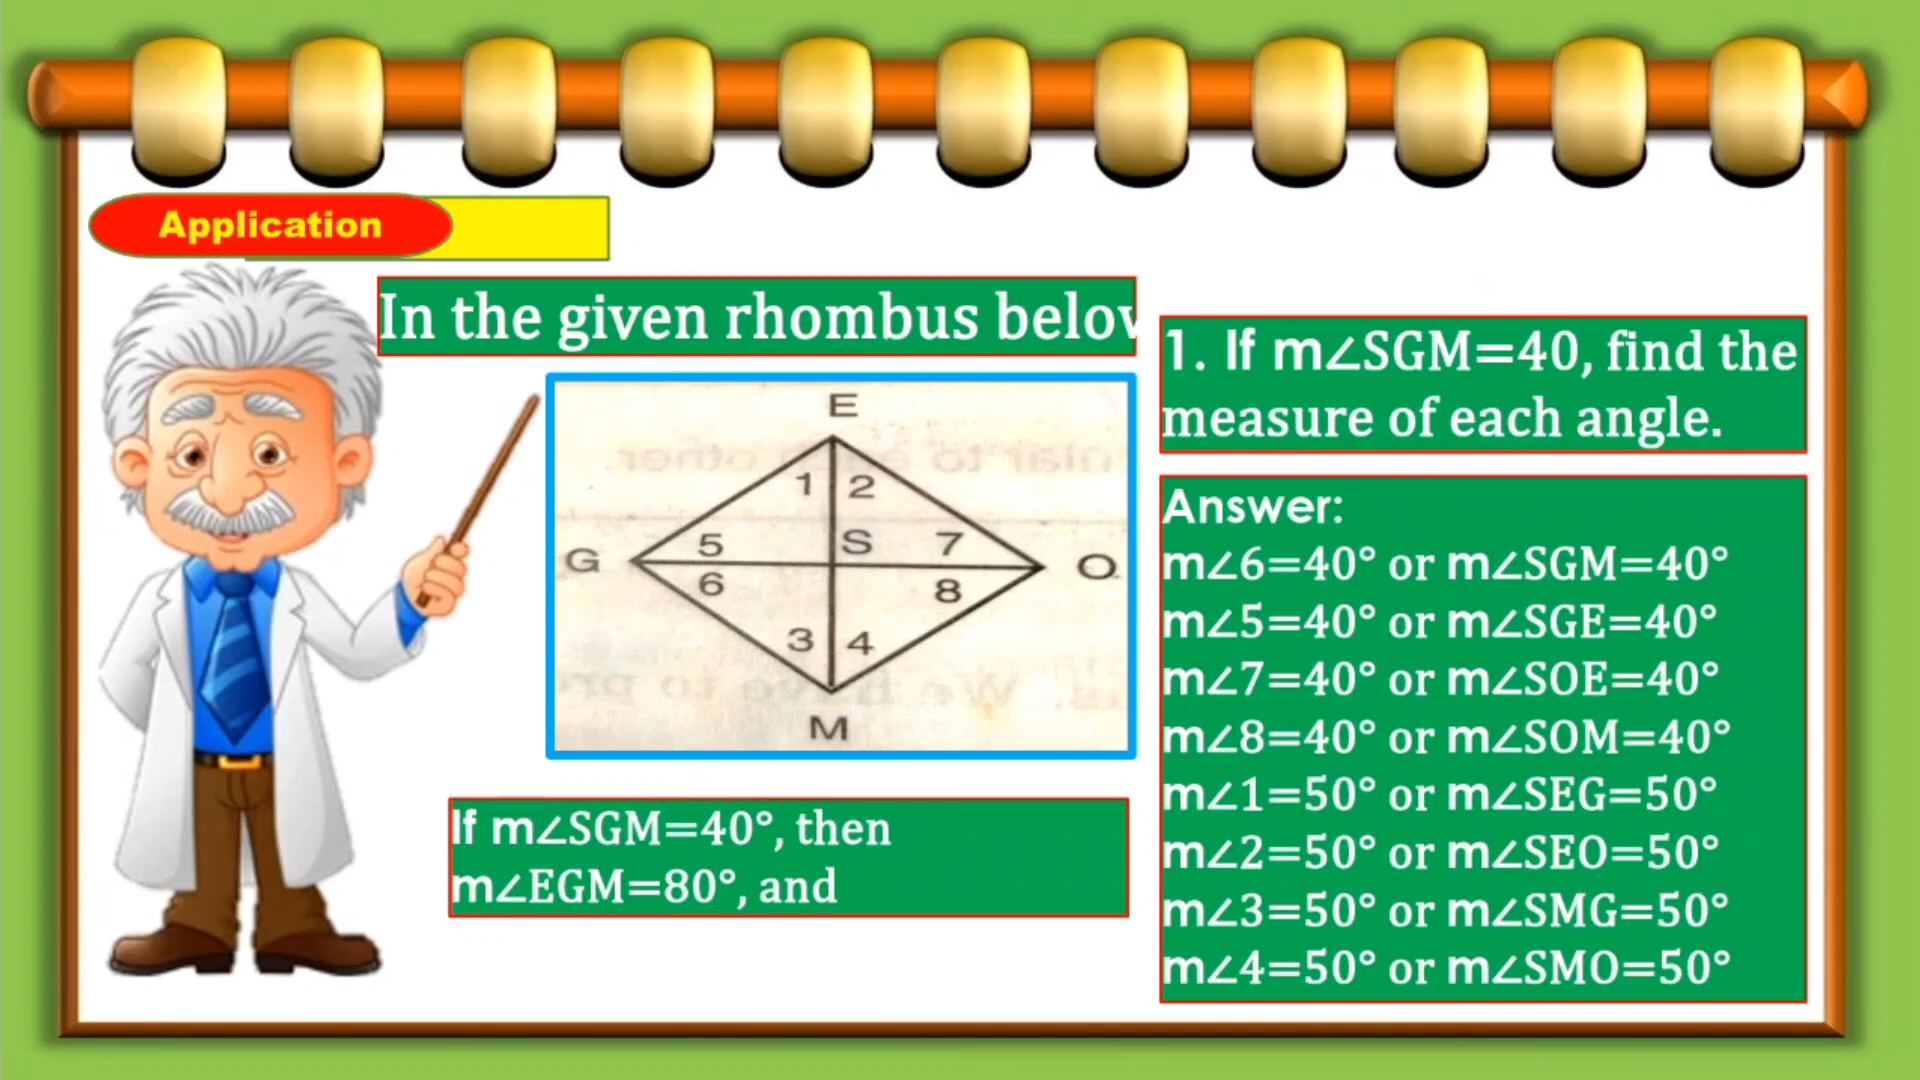 Application
In the given rhombus below
1. If m∠SGM=40, find the
measure of each angle.
E
1 2
G 5 S 7 O
6 8
3 4
M
Answer:
m∠6=40° or m∠SGM=40°
m∠5=40° or m∠SGE=40°
m∠7=40° or m∠SOE=40°
m∠8=40° or m∠SOM=40°
m∠1=50° or m∠SEG=50°
m∠2=50° or m∠SEO=50°
m∠3=50° or m∠SMG=50°
m∠4=50° or m∠SMO=50°
If m∠SGM=40°, then
m∠EGM=80°, and